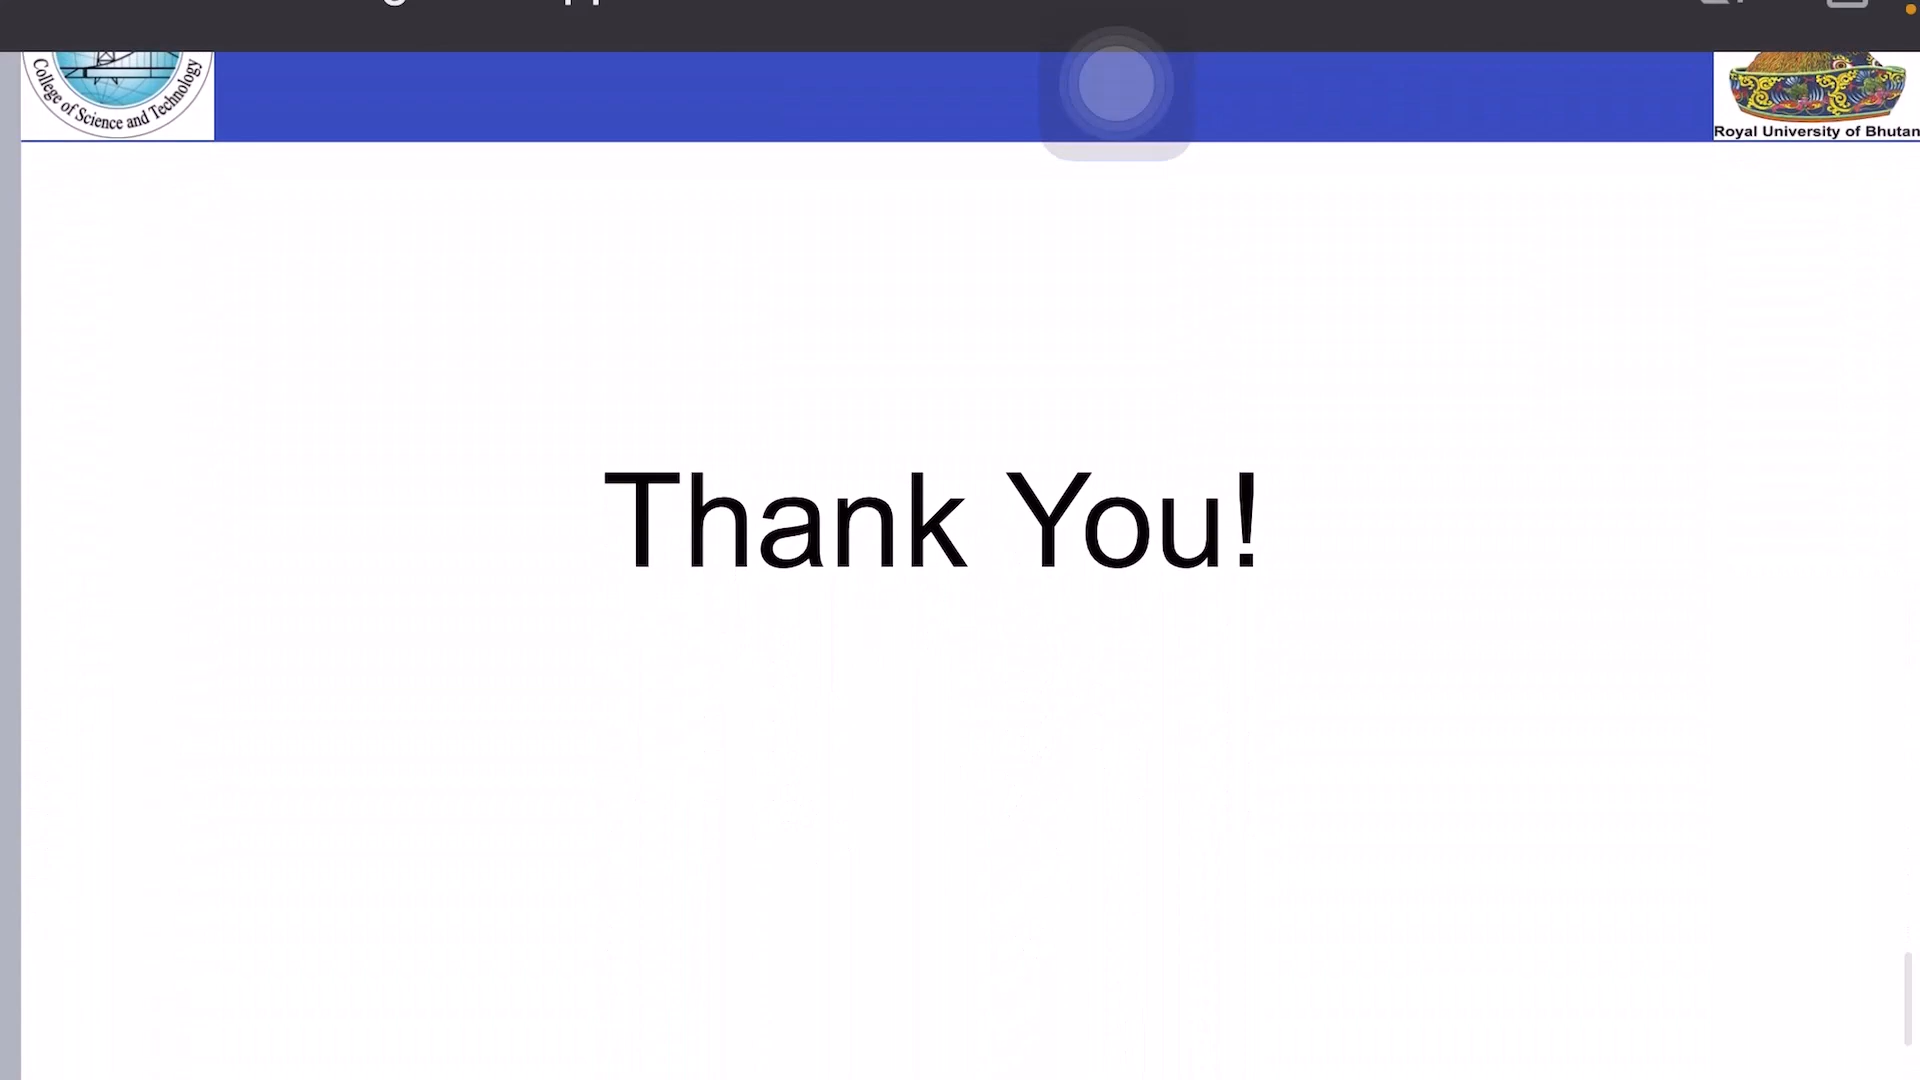 College of Science and Technology
Royal University of Bhutan
Thank You!